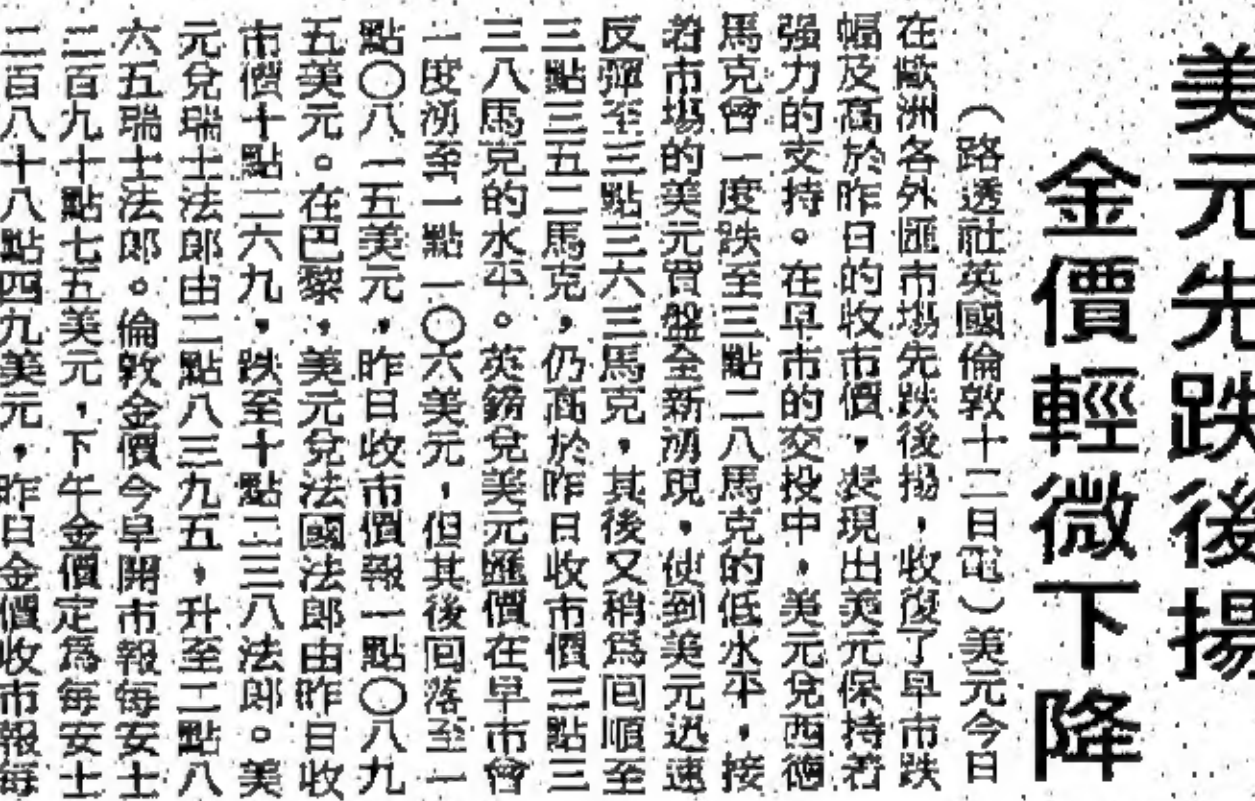 美元先跌後揚
金價輕微下降
（路透社英國倫敦十二日電）美元今日
在歐洲各外匯市場先跌後揚，收復了早市跌
幅及高於昨日的收市價，表現出美元保持着
强力的支持。在早市的交投中，美元兌西德
馬克曾一度跌至三點二八馬克的低水平，接
着市場的美元買盤全新湧現，使到美元迅速
反彈至三點三六三馬克，其後又稍爲回順至
三點三五二馬克，仍高於昨日收市價三點三
三八馬克的水平。英鎊兌美元匯價在早市曾
一度湧至一點一〇六美元，但其後回落至一
點〇八一五美元，昨日收市價報一點〇八九
五美元。在巴黎，美元兌法國法郎由昨日收
市價十點二六九，跌至十點二三八法郎。美
元兌瑞士法郎由二點八三九五，升至二點八
六五瑞士法郎。倫敦金價今早開市報每安士
二百九十點七五美元，下午金價定爲每安士
二百八十八點四九美元，昨日金價收市報每